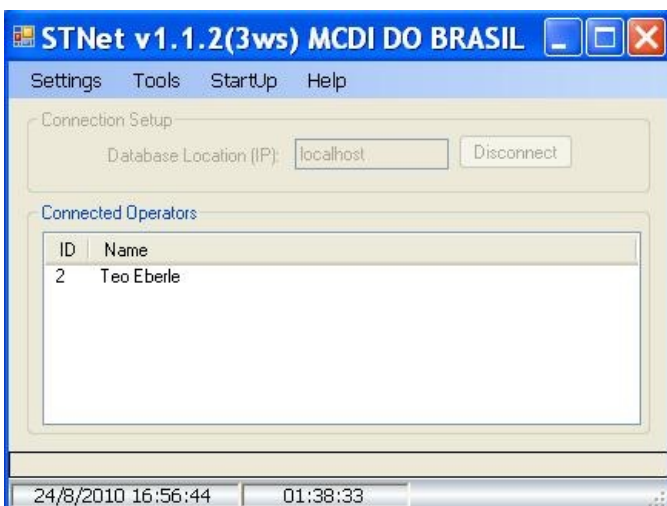 STNet v1.1.2(3ws) MCDI DO BRASIL
Settings Tools StartUp Help
Connection Setup
Database Location (IP): localhost Disconnect
Connected Operators
ID Name
2 Teo Eberle
24/8/2010 16:56:44 01:38:33